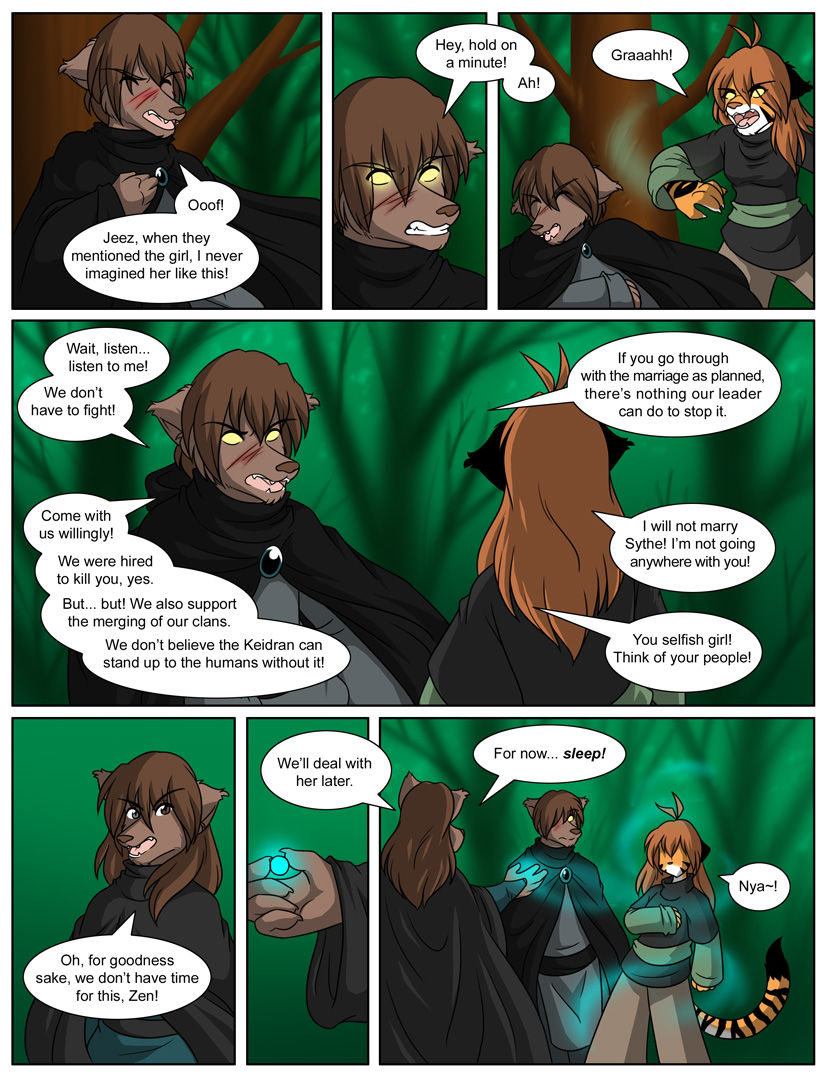 Ooof!
Jeez, when they
mentioned the girl, I never
imagined her like this!
Hey, hold on
a minute!
Ah!
Graaahh!
Wait, listen...
listen to me!
We don't
have to fight!
If you go through
with the marriage as planned,
there's nothing our leader
can do to stop it.
Come with
us willingly!
We were hired
to kill you, yes.
But... but! We also support
the merging of our clans.
We don't believe the Keidran can
stand up to the humans without it!
I will not marry
Sythe! I'm not going
anywhere with you!
You selfish girl!
Think of your people!
Oh, for goodness
sake, we don't have time
for this, Zen!
We'll deal with
her later.
For now... sleep!
Nya~!